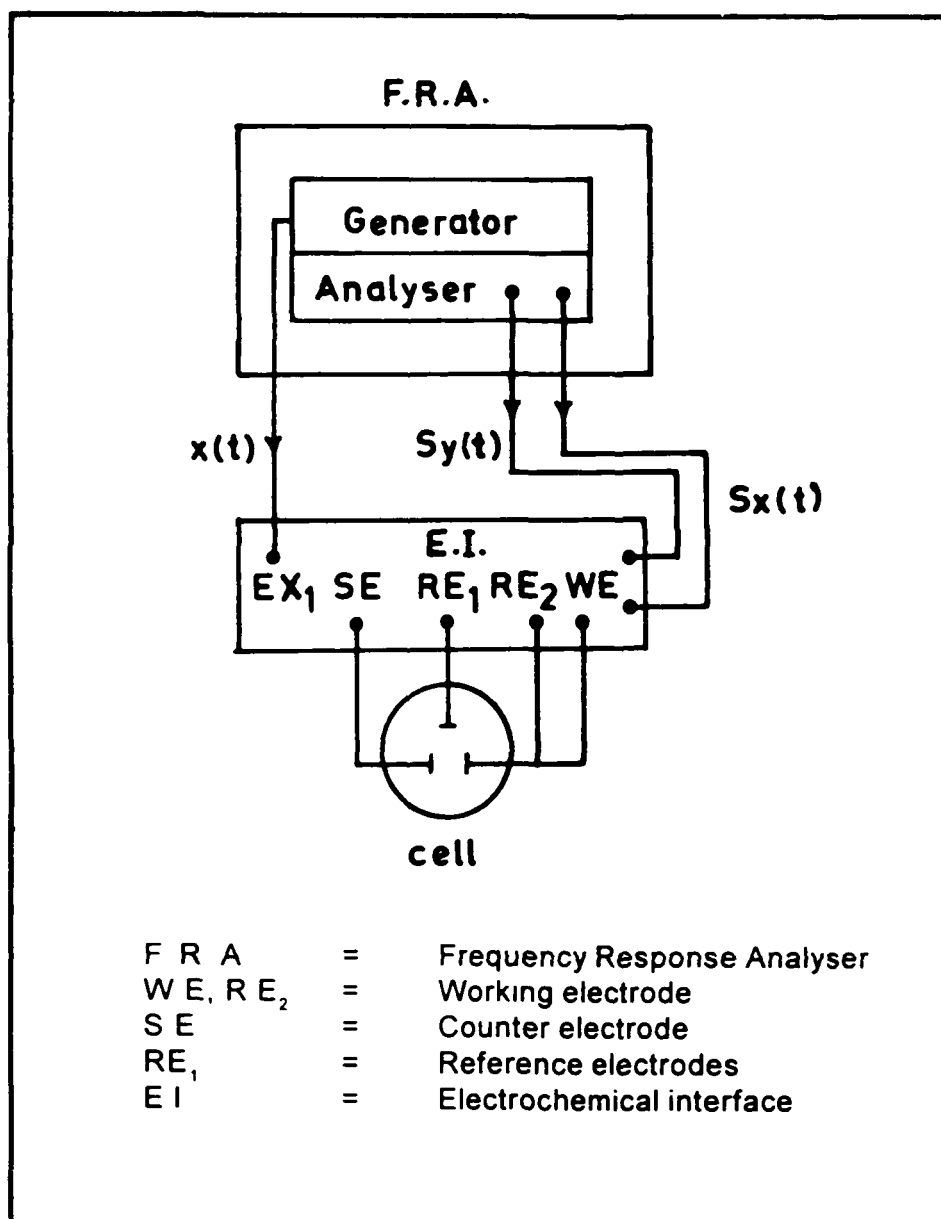 F.R.A.
Generator
Analyser
x(t)
Sy(t)
Sx(t)
E.I.
EX₁ SE RE₁ RE₂ WE
cell
F R A = Frequency Response Analyser
W E, R E₂ = Working electrode
S E = Counter electrode
RE₁ = Reference electrodes
E I = Electrochemical interface